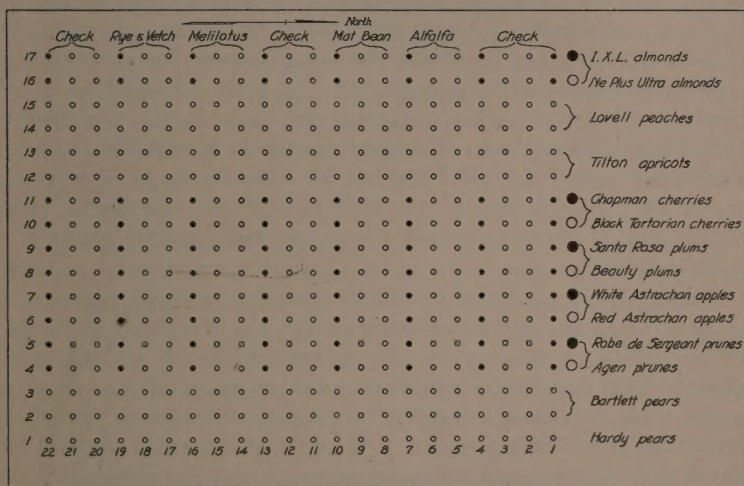 North
Check Rye & Vetch Melilotus Check Mat Bean Alfalfa Check
17 I.X.L. almonds
16 Ne Plus Ultra almonds
15
Lovell peaches
14
13
Tilton apricots
12
11 Chapman cherries
10 Black Tartarian cherries
9 Santa Rosa plums
8 Beauty plums
7 White Astrachan apples
6 Red Astrachan apples
5 Robe de Sergeant prunes
4 Agen prunes
3
Bartlett pears
2
1 Hardy pears
22 21 20 19 18 17 16 15 14 13 12 11 10 9 8 7 6 5 4 3 2 1